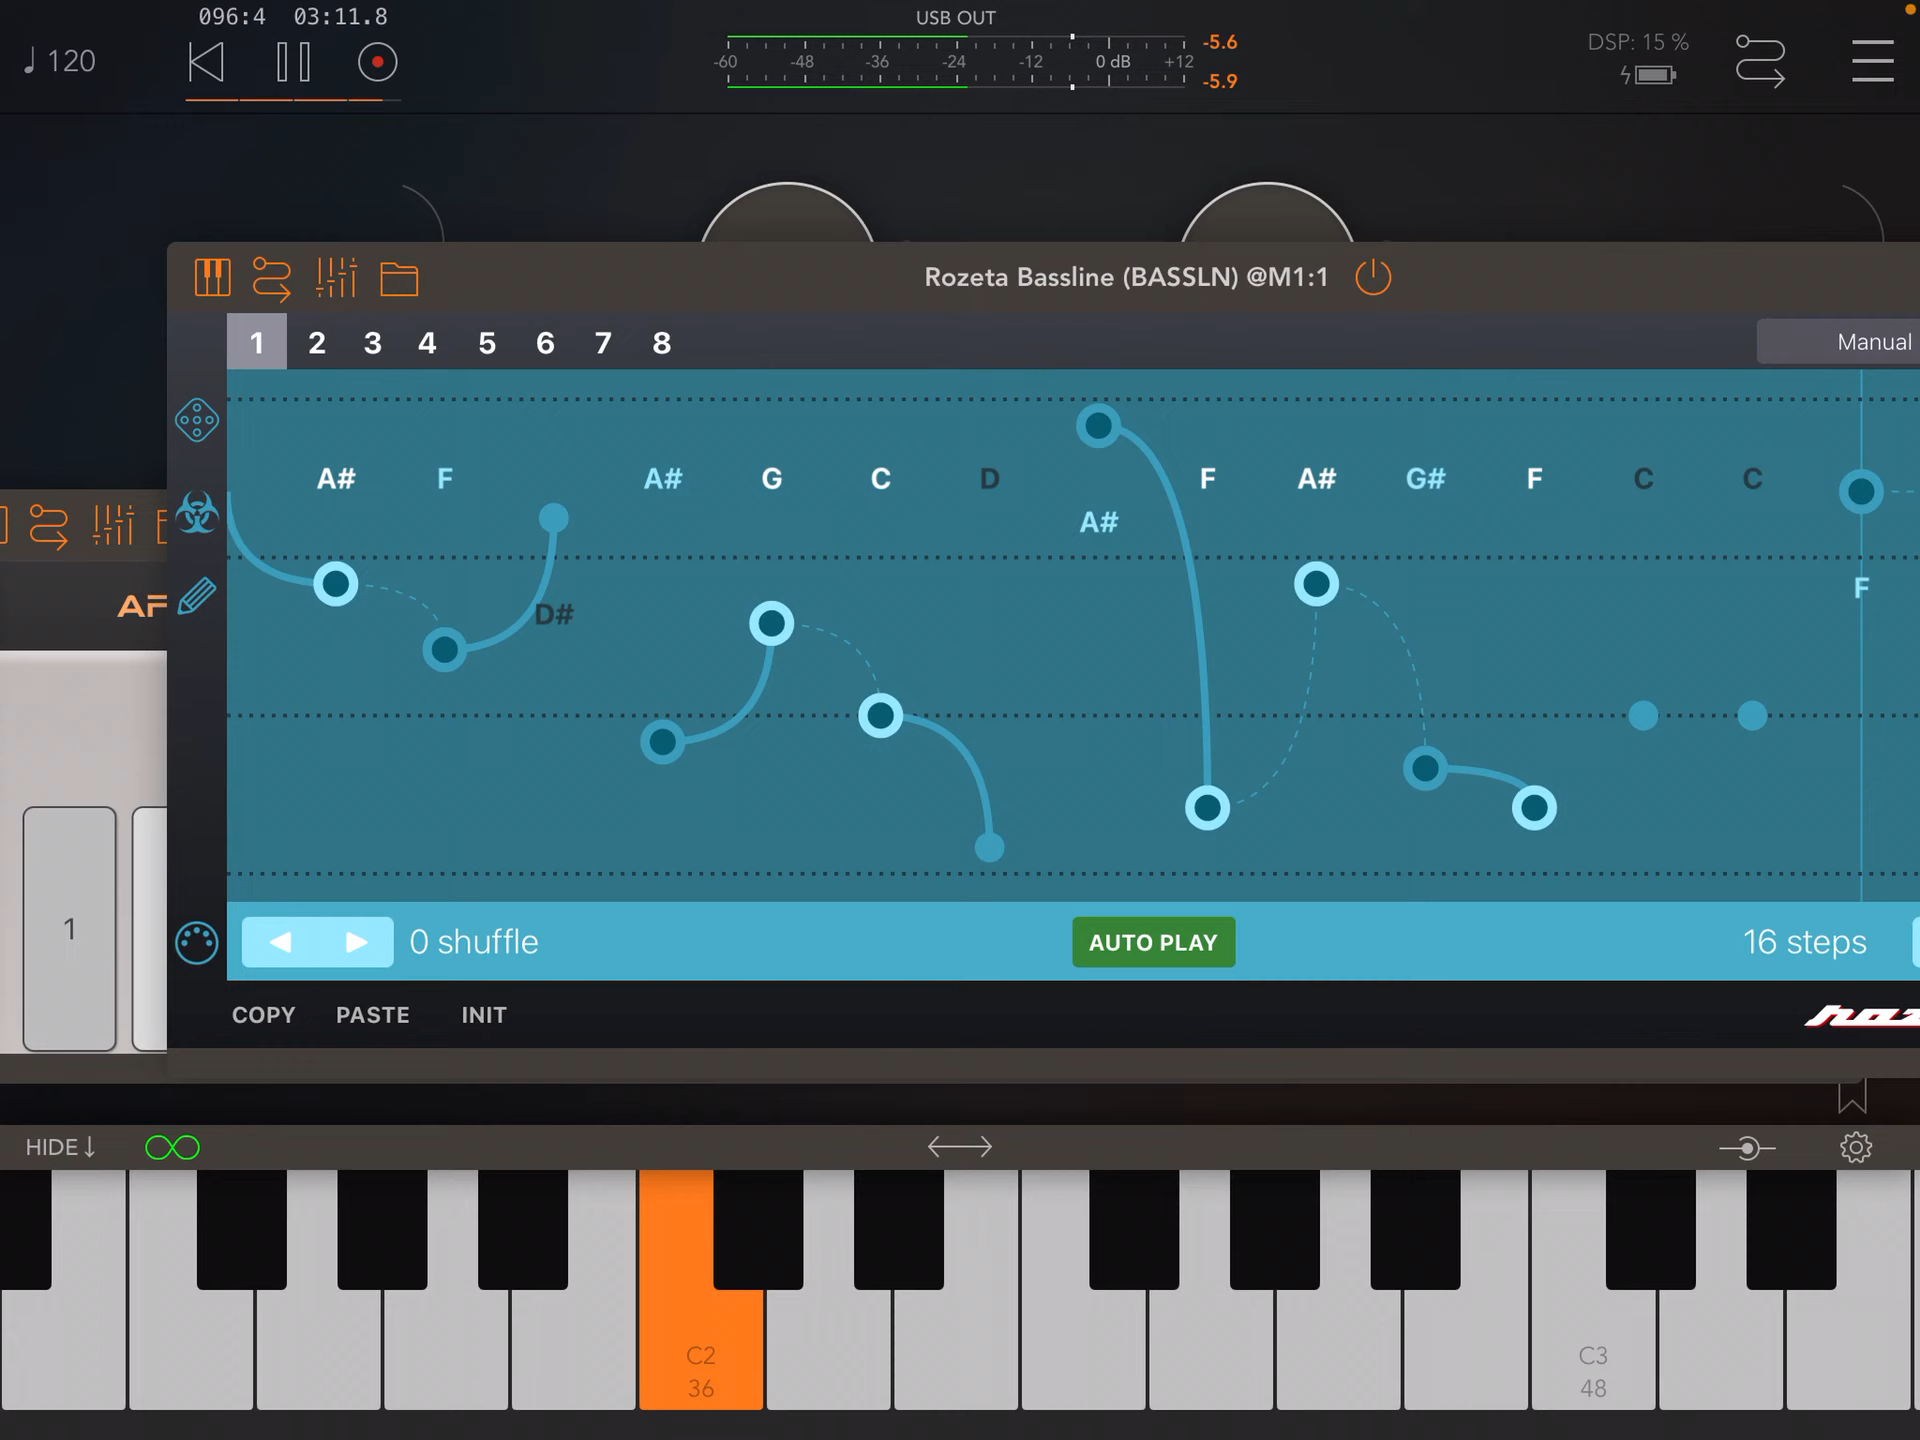 096:4 03:11.8
USB OUT
120
-5.6
-60 -48 -36 -24 -12 0 dB +12
-5.9
DSP: 15 %
Rozeta Bassline (BASSLN) @M1:1
1 2 3 4 5 6 7 8
Manual
A# F A# G C D F A# G# F C C
A#
F
D#
AF
1
0 shuffle
AUTO PLAY
16 steps
COPY PASTE INIT
HIDE↓
C2
36
C3
48